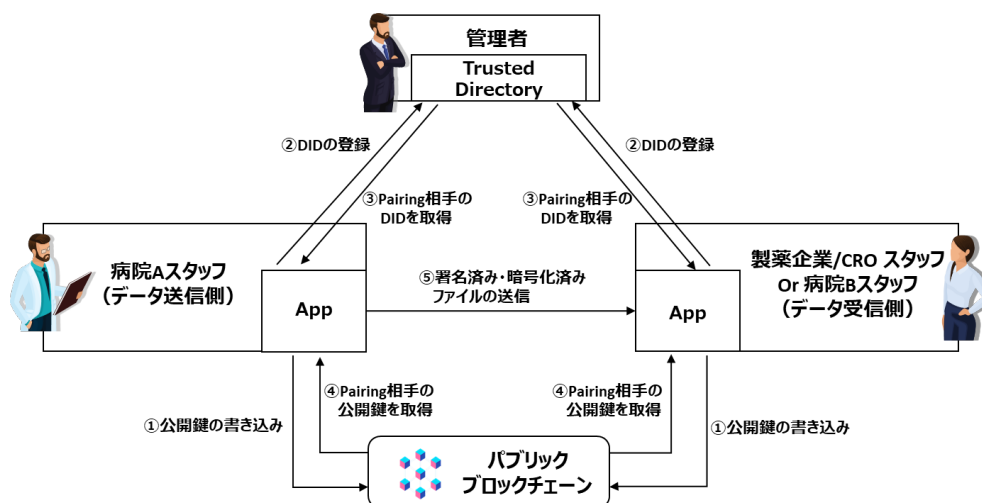 管理者
Trusted
Directory
②DIDの登録
②DIDの登録
③Pairing相手の
DIDを取得
③Pairing相手の
DIDを取得
病院Aスタッフ
（データ送信側）
App
⑤署名済み・暗号化済み
ファイルの送信
製薬企業/CRO スタッフ
Or 病院Bスタッフ
（データ受信側）
App
④Pairing相手の
公開鍵を取得
④Pairing相手の
公開鍵を取得
①公開鍵の書き込み
①公開鍵の書き込み
パブリック
ブロックチェーン